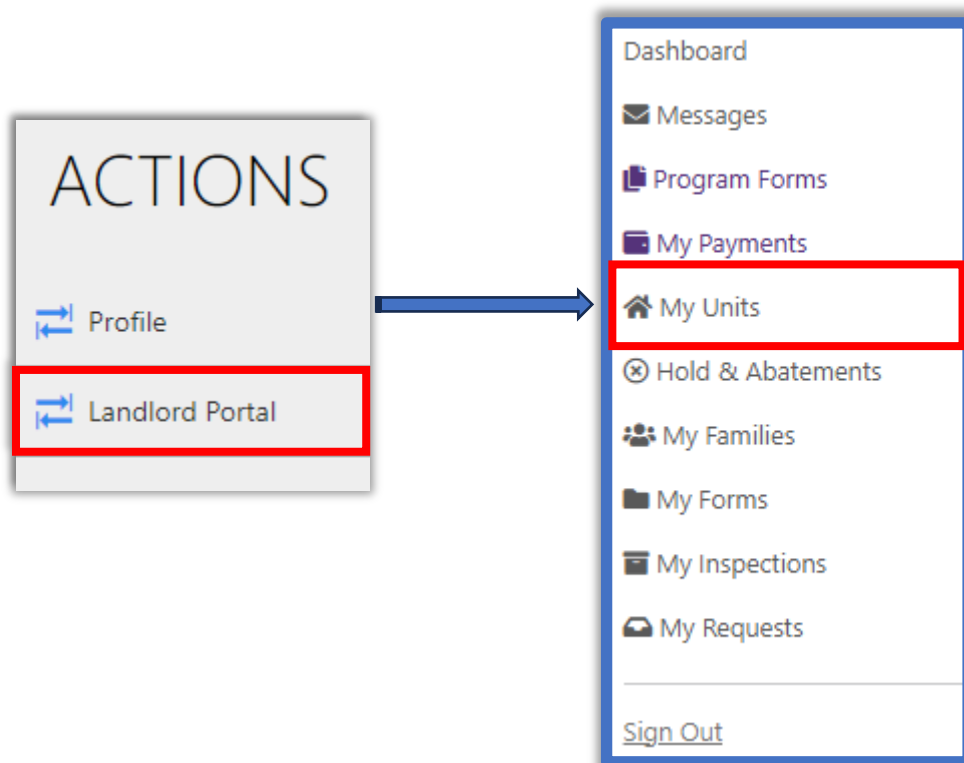 ACTIONS
Profile
Landlord Portal
Dashboard
Messages
Program Forms
My Payments
My Units
Hold & Abatements
My Families
My Forms
My Inspections
My Requests
Sign Out